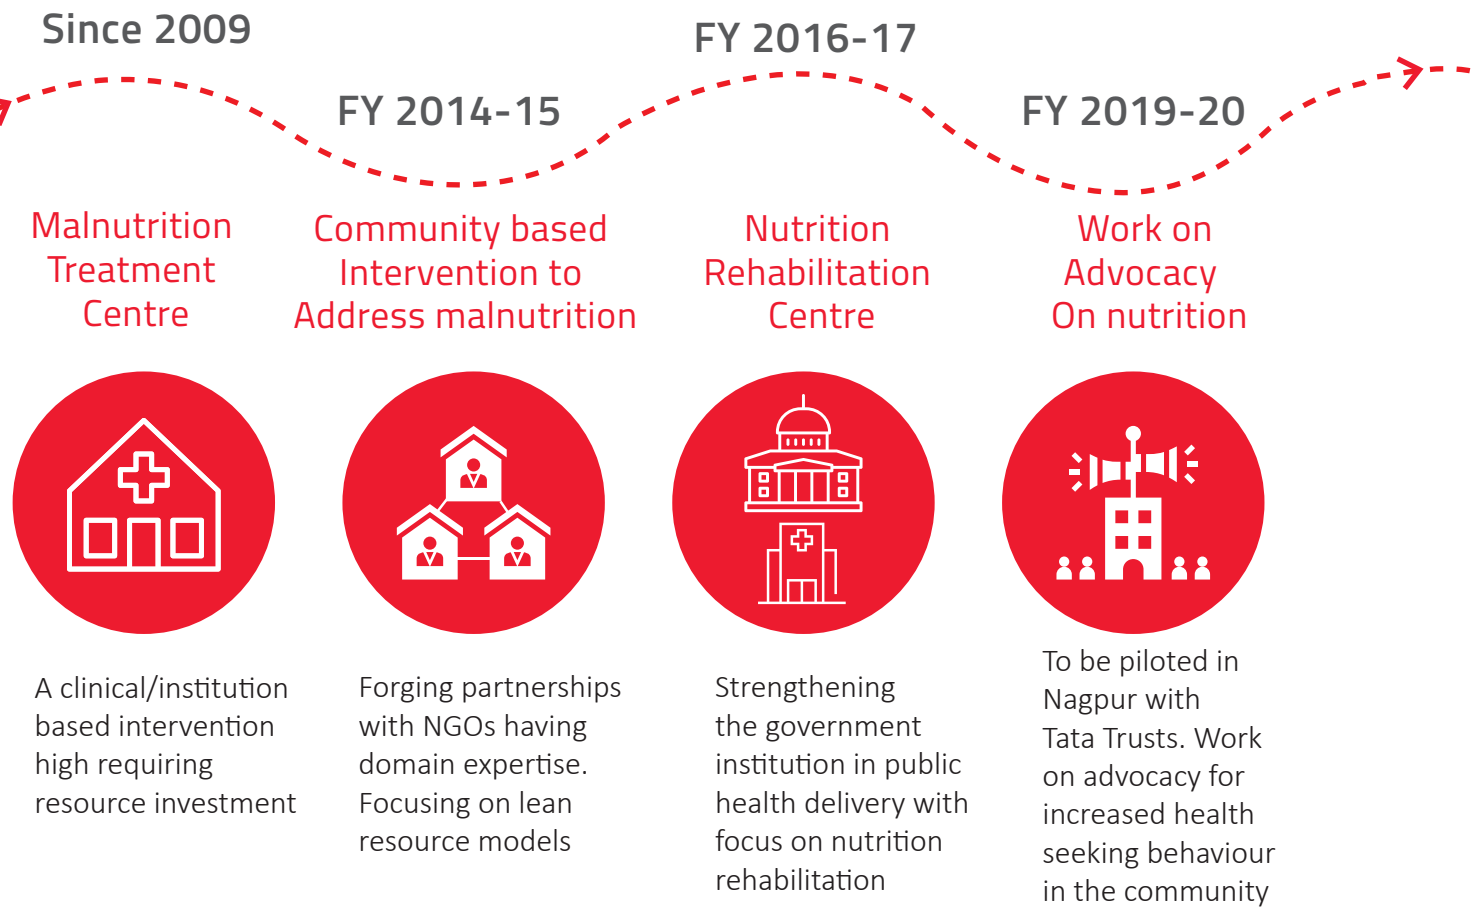 Since 2009
Malnutrition
Treatment
Centre
A clinical/institution
based intervention
high requiring
resource investment
FY 2014-15
Community based
Intervention to
Address malnutrition
Forging partnerships
with NGOs having
domain expertise.
Focusing on lean
resource models
FY 2016-17
Nutrition
Rehabilitation
Centre
Strengthening
the government
institution in public
health delivery with
focus on nutrition
rehabilitation
FY 2019-20
Work on
Advocacy
On nutrition
To be piloted in
Nagpur with
Tata Trusts. Work
on advocacy for
increased health
seeking behaviour
in the community